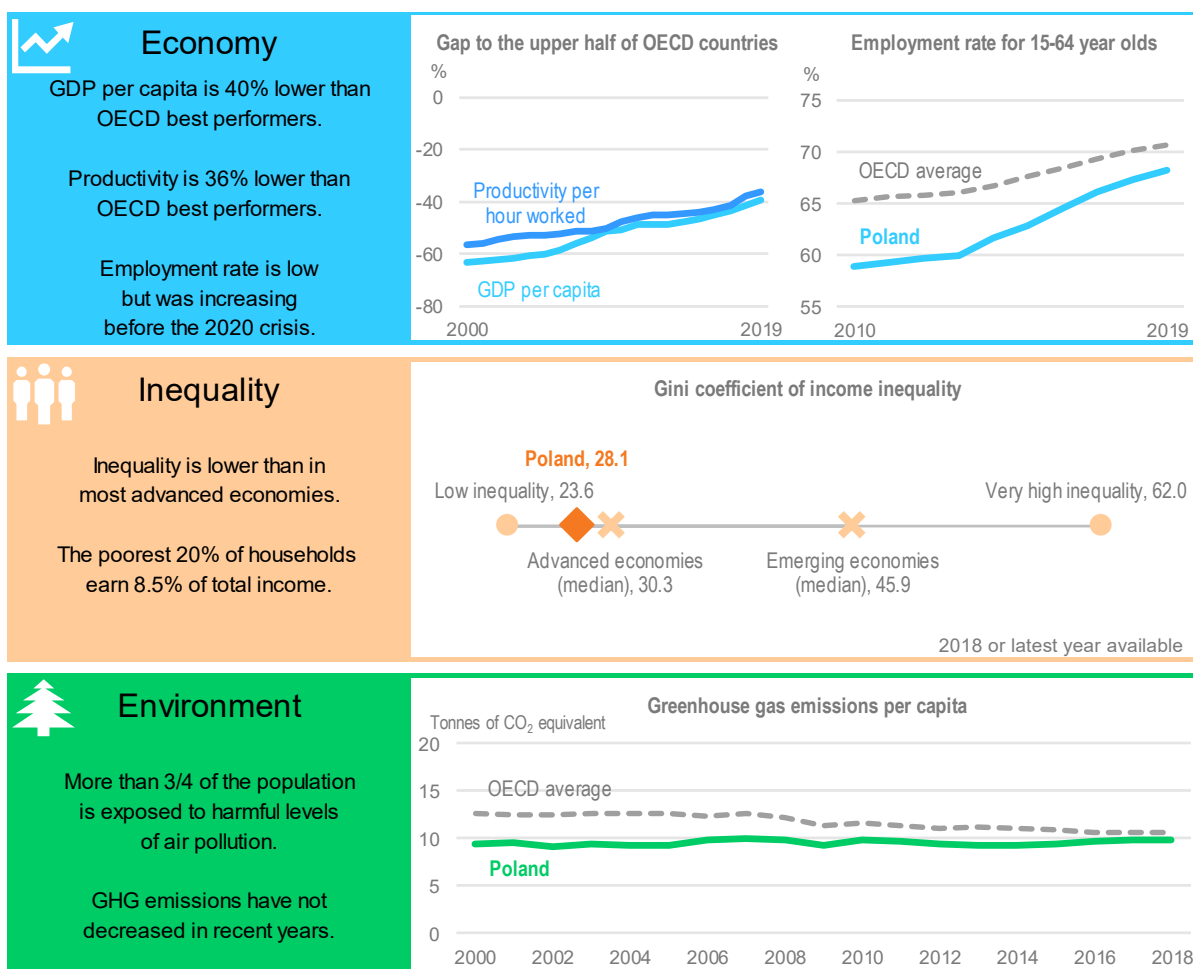 Economy
GDP per capita is 40% lower than
OECD best performers.
Productivity is 36% lower than
OECD best performers.
Employment rate is low
but was increasing
before the 2020 crisis.
Gap to the upper half of OECD countries
%
0
-20
-40
-60
-80
Productivity per
hour worked
GDP per capita
2000
2019
Employment rate for 15-64 year olds
%
75
70
65
60
55
OECD average
Poland
2010
2019
Inequality
Inequality is lower than in
most advanced economies.
The poorest 20% of households
earn 8.5% of total income.
Gini coefficient of income inequality
Poland, 28.1
Low inequality, 23.6
Very high inequality, 62.0
Advanced economies
(median), 30.3
Emerging economies
(median), 45.9
2018 or latest year available
Environment
More than 3/4 of the population
is exposed to harmful levels
of air pollution.
GHG emissions have not
decreased in recent years.
Greenhouse gas emissions per capita
Tonnes of CO₂ equivalent
20
15
10
5
0
OECD average
Poland
2000 2002 2004 2006 2008 2010 2012 2014 2016 2018